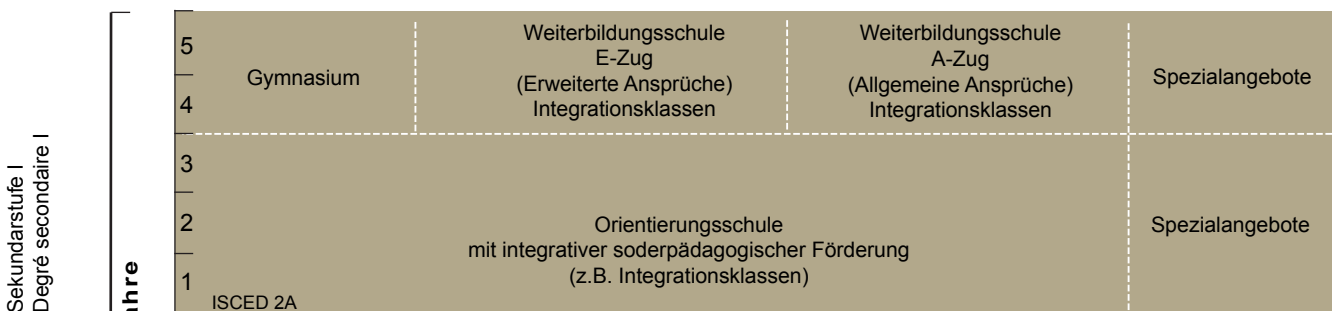 Sekundarstufe I
Degré secondaire I
5
4
Gymnasium
Weiterbildungsschule
E-Zug
(Erweiterte Ansprüche)
Integrationsklassen
Weiterbildungsschule
A-Zug
(Allgemeine Ansprüche)
Integrationsklassen
Spezialangebote
3
2
1
Orientierungsschule
mit integrativer soderpädagogischer Förderung
(z.B. Integrationsklassen)
Spezialangebote
ISCED 2A